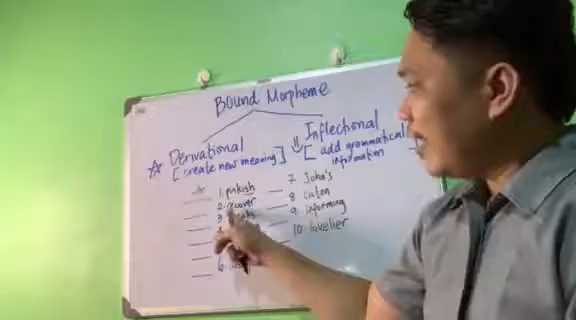 Bound Morpheme
Derivational
[create new meaning]
Inflectional
[add grammatical
information
1. pinkish
2. recover
3
6
7 John's
8 eaten
9 informing
10 lovelier